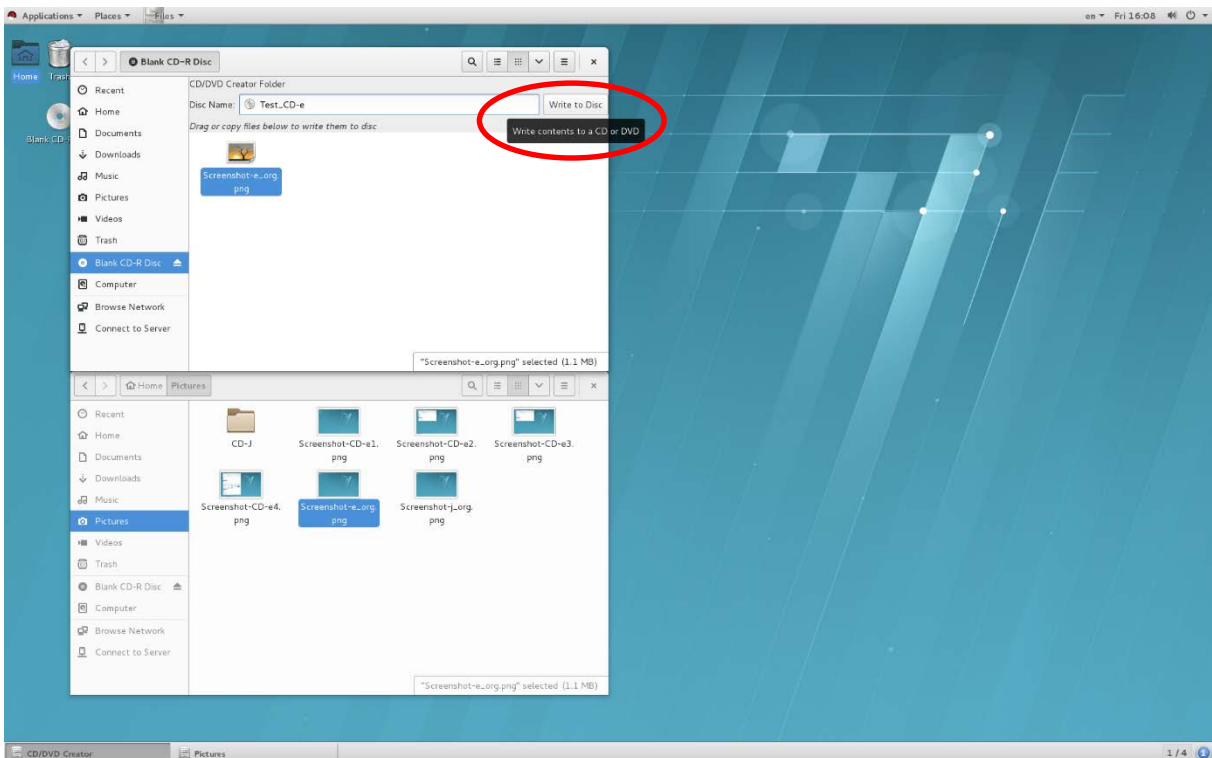 Applications Places Files en Fri 16:08
Home Trash
Blank CD-
Blank CD-R Disc
Recent
Home
Documents
Downloads
Music
Pictures
Videos
Trash
Blank CD-R Disc
Computer
Browse Network
Connect to Server
CD/DVD Creator Folder
Disc Name: Test_CD-e Write to Disc
Drag or copy files below to write them to disc
Write contents to a CD or DVD
Screenshot-e_org.
png
"Screenshot-e_org.png" selected (1.1 MB)
Home Pictures
Recent
Home
Documents
Downloads
Music
Pictures
Videos
Trash
Blank CD-R Disc
Computer
Browse Network
Connect to Server
CD-J
Screenshot-CD-e1.
png
Screenshot-CD-e2.
png
Screenshot-CD-e3.
png
Screenshot-CD-e4.
png
Screenshot-e_org.
png
Screenshot-j_org.
png
"Screenshot-e_org.png" selected (1.1 MB)
CD/DVD Creator Pictures 1 / 4